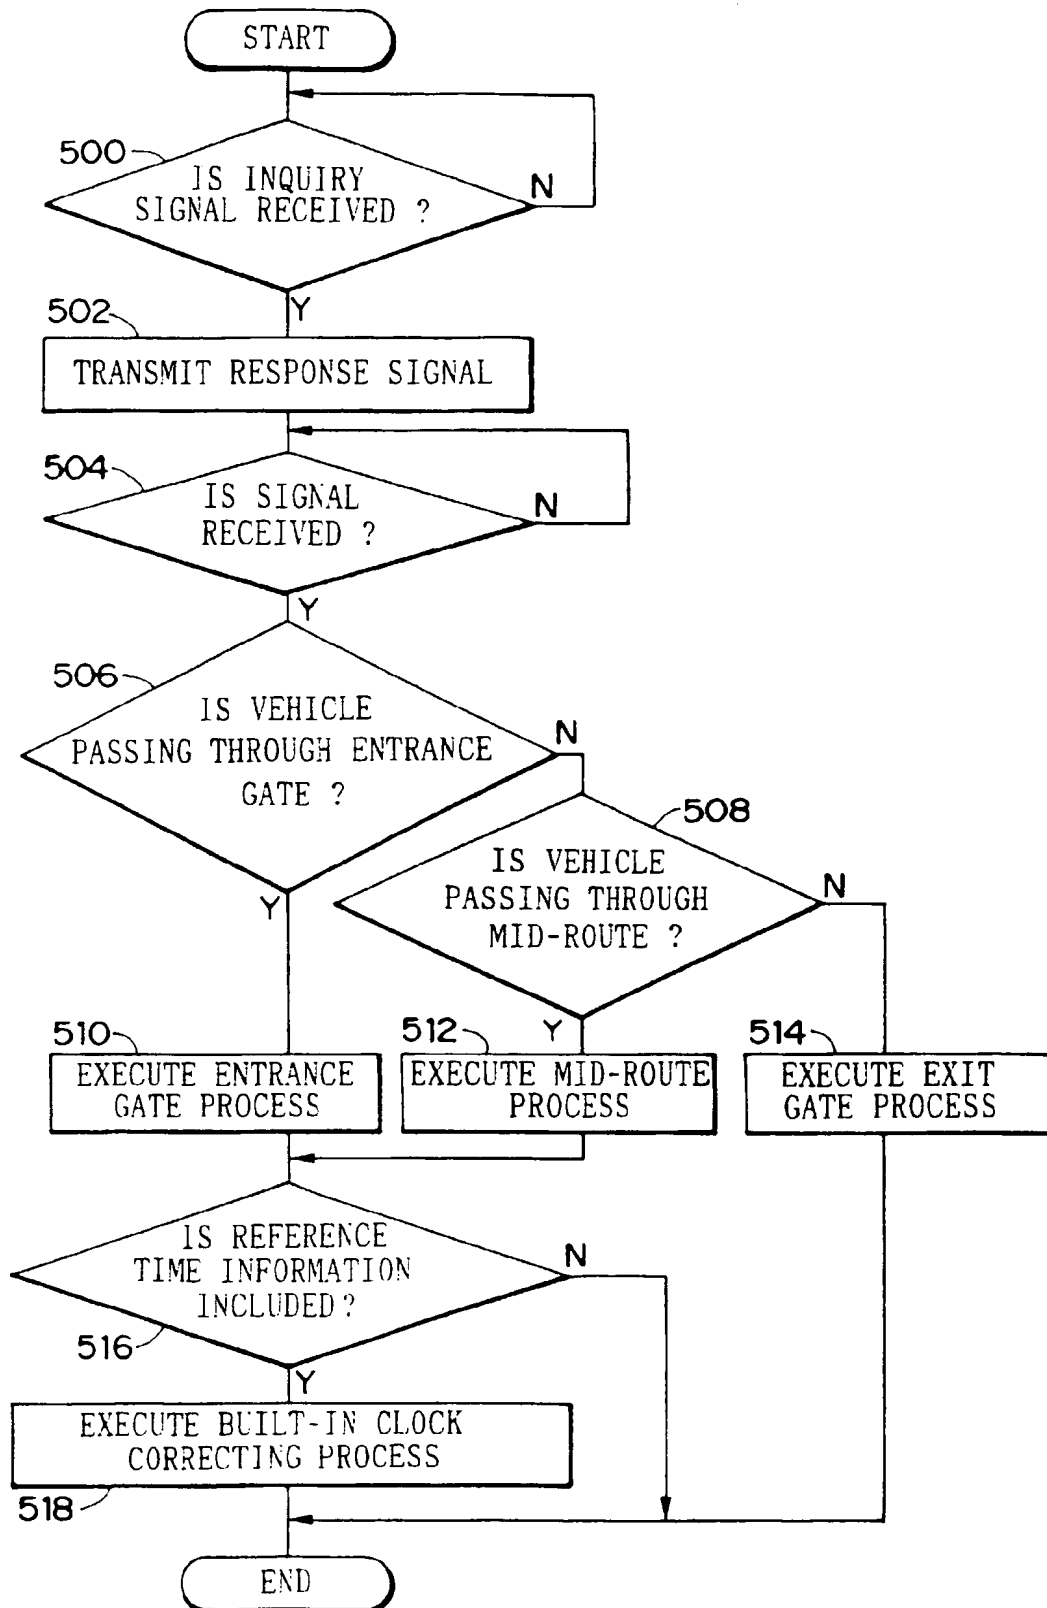 START
500
IS INQUIRY
SIGNAL RECEIVED ?
N
Y
502
TRANSMIT RESPONSE SIGNAL
504
IS SIGNAL
RECEIVED ?
N
Y
506
IS VEHICLE
PASSING THROUGH ENTRANCE
GATE ?
N
Y
508
IS VEHICLE
PASSING THROUGH
MID-ROUTE ?
N
Y
510
EXECUTE ENTRANCE
GATE PROCESS
512
EXECUTE MID-ROUTE
PROCESS
514
EXECUTE EXIT
GATE PROCESS
IS REFERENCE
TIME INFORMATION
INCLUDED?
N
516
Y
EXECUTE BUILT-IN CLOCK
CORRECTING PROCESS
518
END